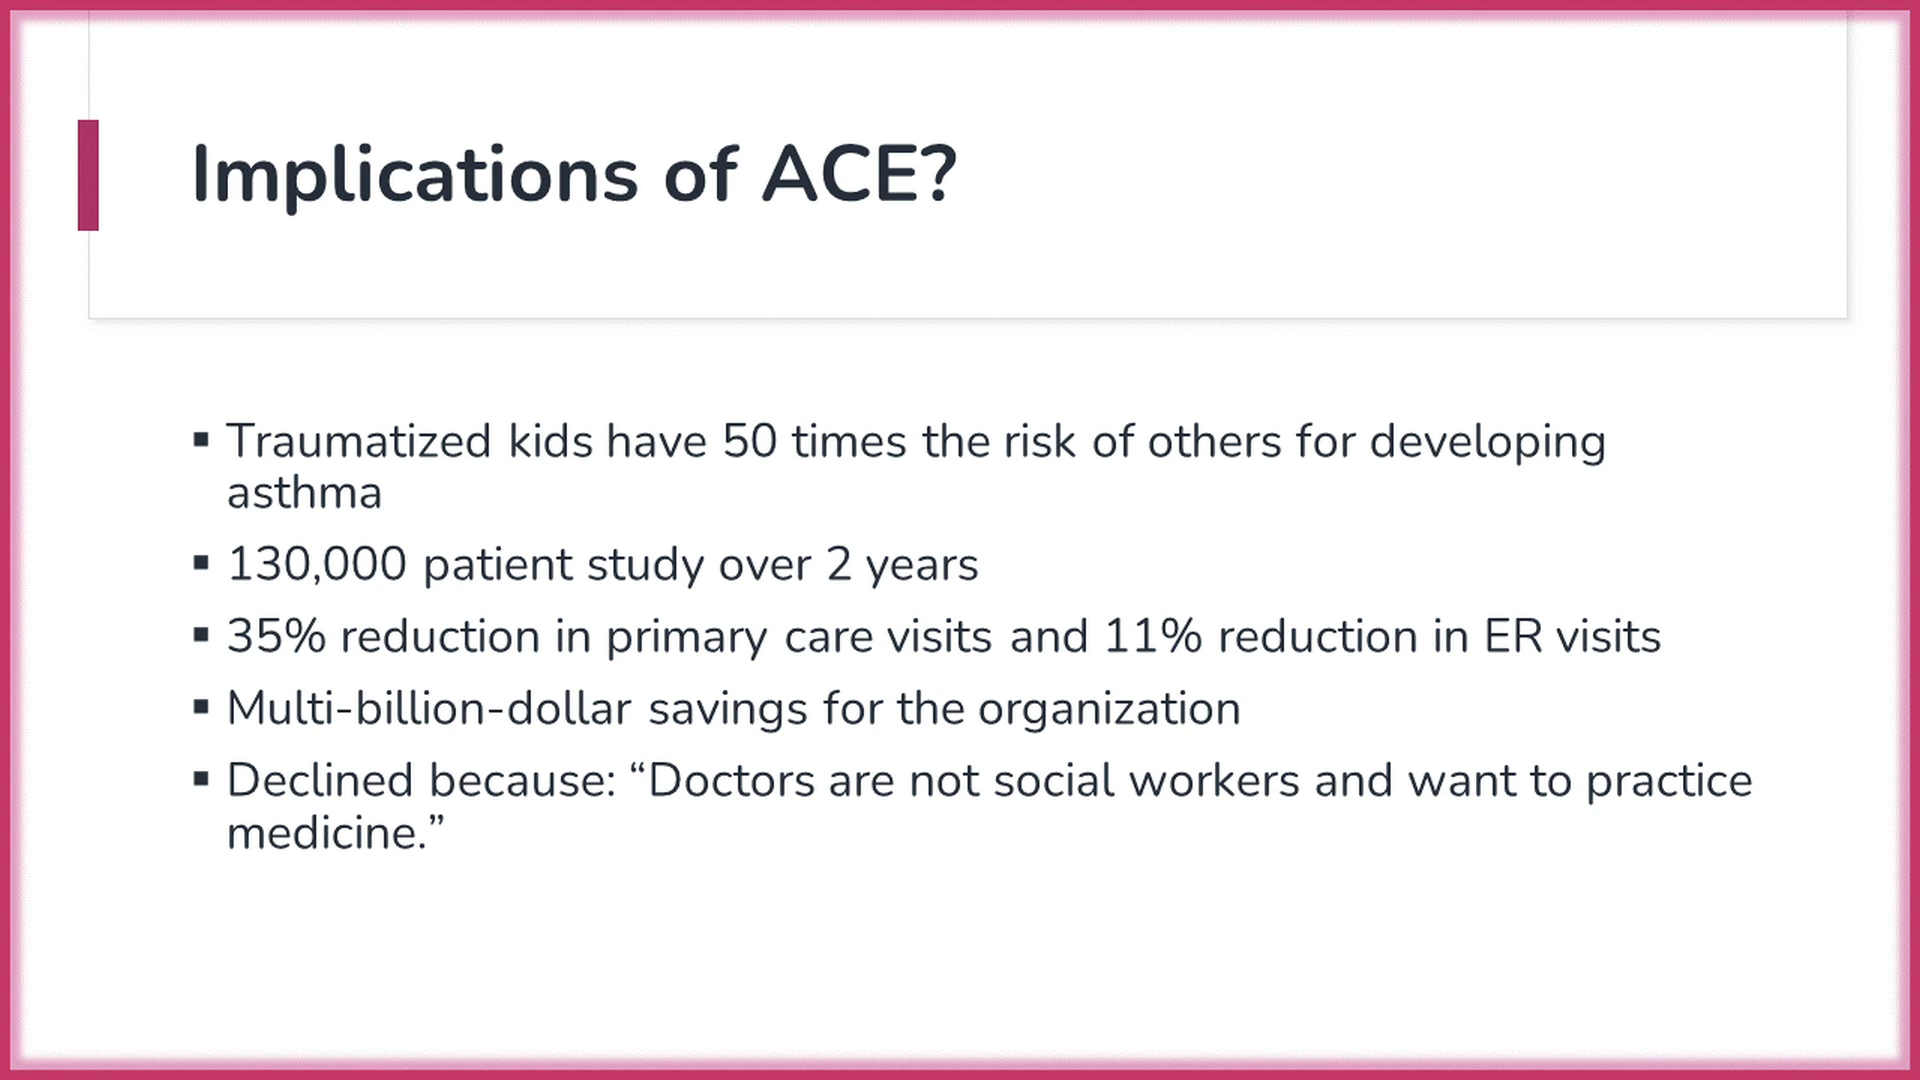 Implications of ACE?
▪ Traumatized kids have 50 times the risk of others for developing
asthma
▪ 130,000 patient study over 2 years
▪ 35% reduction in primary care visits and 11% reduction in ER visits
▪ Multi-billion-dollar savings for the organization
▪ Declined because: “Doctors are not social workers and want to practice
medicine.”